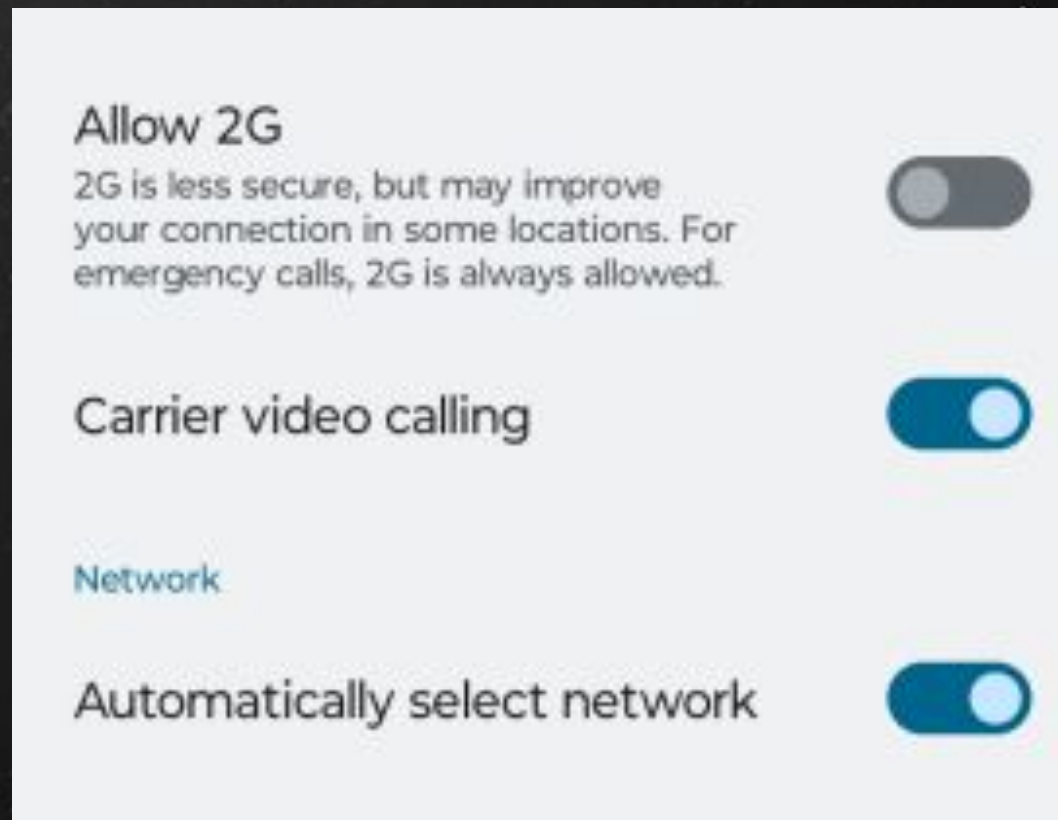 Allow 2G
2G is less secure, but may improve
your connection in some locations. For
emergency calls, 2G is always allowed.
Carrier video calling
Network
Automatically select network